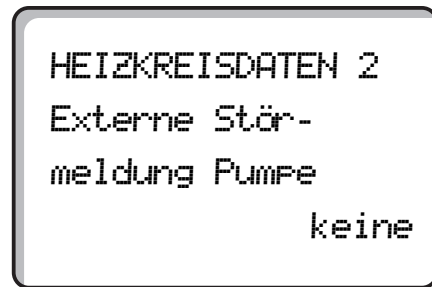 HEIZKREISDATEN 2
Externe Stör-
meldung Pumpe
keine